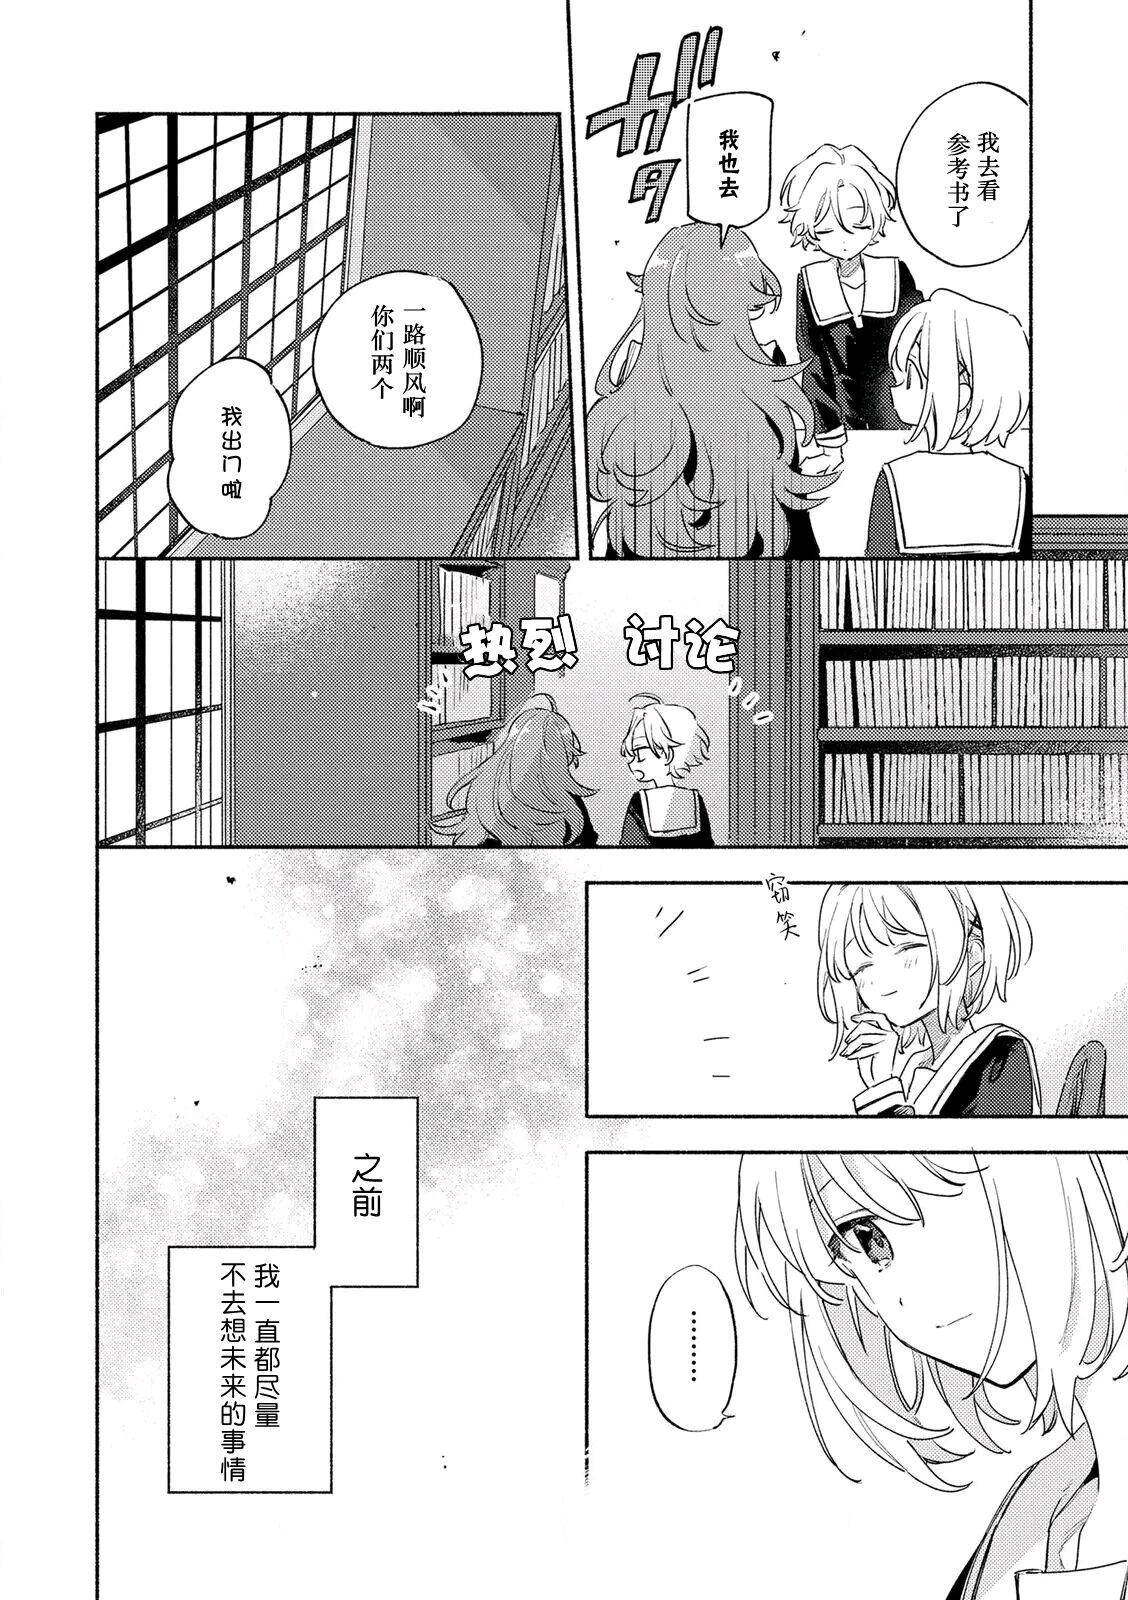 我去看
参考书了
ガタ
我也去
一路顺风啊
你们两个
我出门啦
热烈 讨论
窃笑
………
之前
我一直都尽量
不去想未来的事情